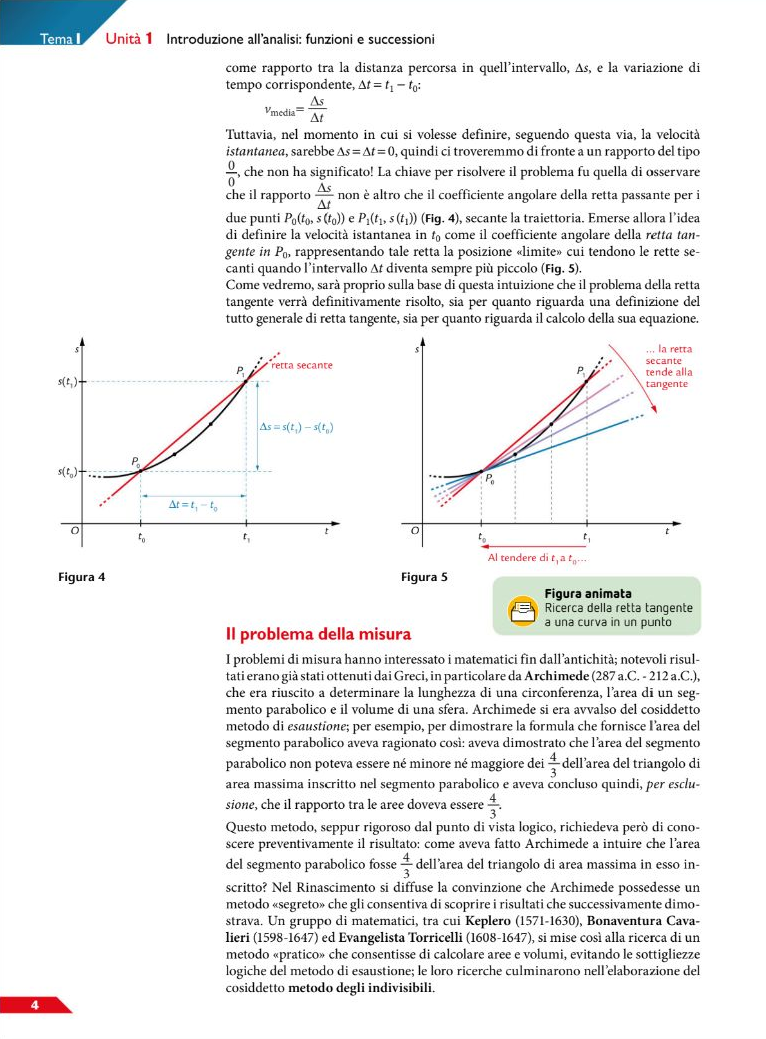 Tema 1 Unità 1 Introduzione all'analisi: funzioni e successioni
come rapporto tra la distanza percorsa in quell'intervallo, Δs, e la variazione di
tempo corrispondente, Δt = t₁ − t₀:
v_media = Δs/Δt
Tuttavia, nel momento in cui si volesse definire, seguendo questa via, la velocità
istantanea, sarebbe Δs = Δt = 0, quindi ci troveremmo di fronte a un rapporto del tipo
0/0, che non ha significato! La chiave per risolvere il problema fu quella di osservare
che il rapporto Δs/Δt non è altro che il coefficiente angolare della retta passante per i
due punti P₀(t₀, s(t₀)) e P₁(t₁, s(t₁)) (Fig. 4), secante la traiettoria. Emerse allora l'idea
di definire la velocità istantanea in t₀ come il coefficiente angolare della retta tan-
gente in P₀, rappresentando tale retta la posizione «limite» cui tendono le rette se-
canti quando l'intervallo Δt diventa sempre più piccolo (Fig. 5).
Come vedremo, sarà proprio sulla base di questa intuizione che il problema della retta
tangente verrà definitivamente risolto, sia per quanto riguarda una definizione del
tutto generale di retta tangente, sia per quanto riguarda il calcolo della sua equazione.
s
P₁
retta secante
s(t₁)
Δs = s(t₁) − s(t₀)
P₀
s(t₀)
Δt = t₁ − t₀
O
t₀
t₁
t
Figura 4
s
P₁
... la retta
secante
tende alla
tangente
P₀
O
t₀
t₁
t
Al tendere di t₁ a t₀...
Figura 5
Figura animata
Ricerca della retta tangente
a una curva in un punto
Il problema della misura
I problemi di misura hanno interessato i matematici fin dall'antichità; notevoli risul-
tati erano già stati ottenuti dai Greci, in particolare da Archimede (287 a.C. - 212 a.C.),
che era riuscito a determinare la lunghezza di una circonferenza, l'area di un seg-
mento parabolico e il volume di una sfera. Archimede si era avvalso del cosiddetto
metodo di esaustione; per esempio, per dimostrare la formula che fornisce l'area del
segmento parabolico aveva ragionato così: aveva dimostrato che l'area del segmento
parabolico non poteva essere né minore né maggiore dei 4/3 dell'area del triangolo di
area massima inscritto nel segmento parabolico e aveva concluso quindi, per esclu-
sione, che il rapporto tra le aree doveva essere 4/3.
Questo metodo, seppur rigoroso dal punto di vista logico, richiedeva però di cono-
scere preventivamente il risultato: come aveva fatto Archimede a intuire che l'area
del segmento parabolico fosse 4/3 dell'area del triangolo di area massima in esso in-
scritto? Nel Rinascimento si diffuse la convinzione che Archimede possedesse un
metodo «segreto» che gli consentiva di scoprire i risultati che successivamente dimo-
strava. Un gruppo di matematici, tra cui Keplero (1571-1630), Bonaventura Cava-
lieri (1598-1647) ed Evangelista Torricelli (1608-1647), si mise così alla ricerca di un
metodo «pratico» che consentisse di calcolare aree e volumi, evitando le sottigliezze
logiche del metodo di esaustione; le loro ricerche culminarono nell'elaborazione del
cosiddetto metodo degli indivisibili.
4